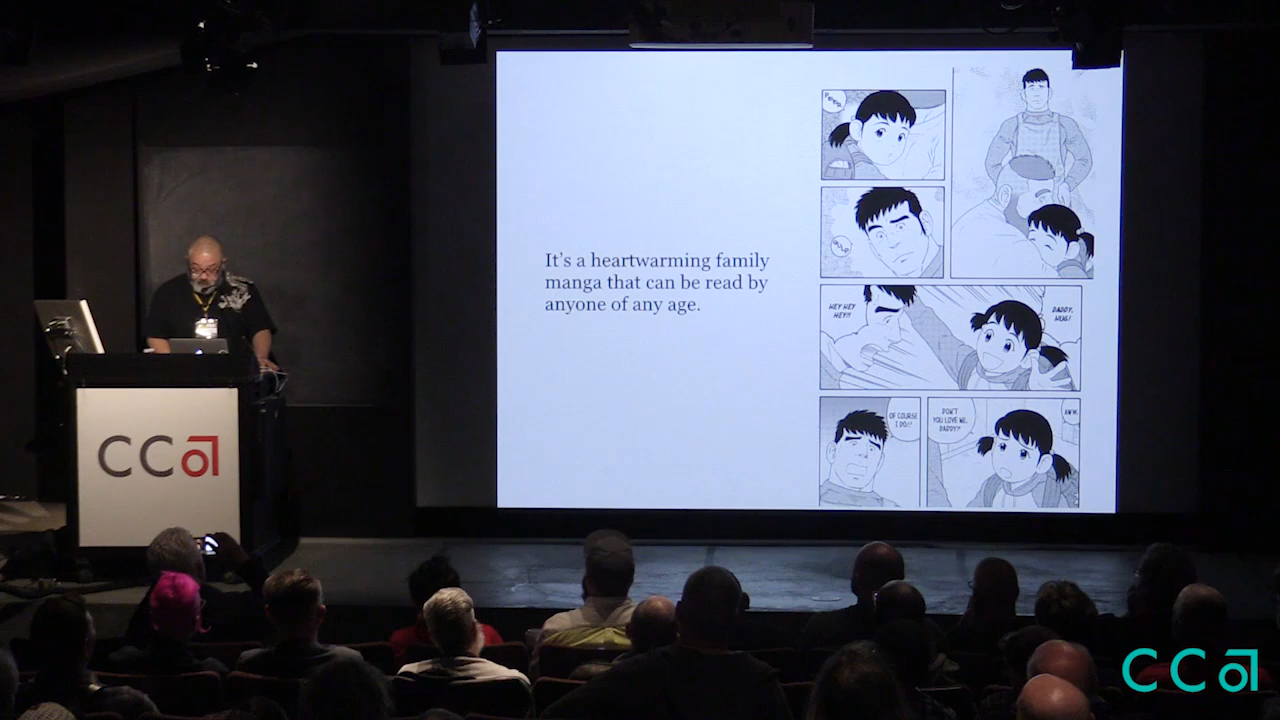 It's a heartwarming family
manga that can be read by
anyone of any age.
HEY HEY
HEY!!
DADDY,
HUG!
OF COURSE
I DO!!
DON'T
YOU LOVE ME,
DADDY?
AWW.
CCA
CCA